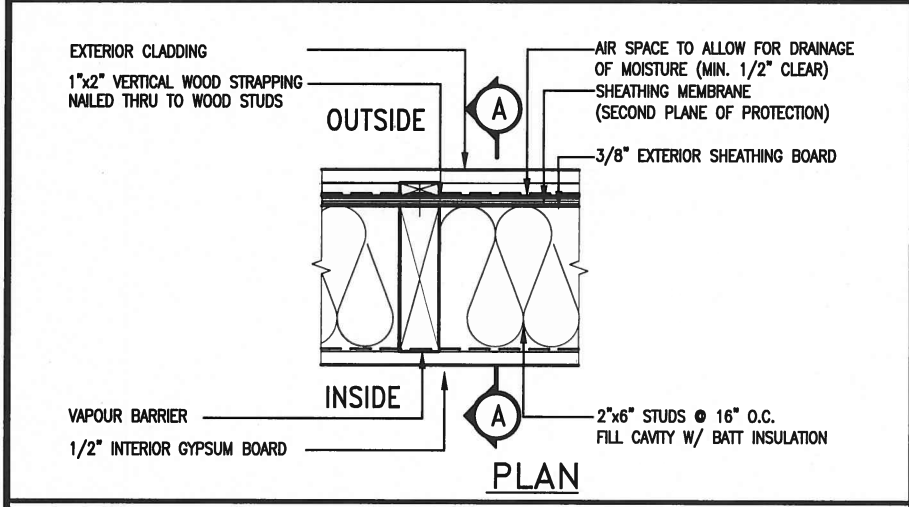 EXTERIOR CLADDING
1"x2" VERTICAL WOOD STRAPPING
NAILED THRU TO WOOD STUDS
OUTSIDE
A
AIR SPACE TO ALLOW FOR DRAINAGE
OF MOISTURE (MIN. 1/2" CLEAR)
SHEATHING MEMBRANE
(SECOND PLANE OF PROTECTION)
3/8" EXTERIOR SHEATHING BOARD
INSIDE
VAPOUR BARRIER
1/2" INTERIOR GYPSUM BOARD
A
2"x6" STUDS @ 16" O.C.
FILL CAVITY W/ BATT INSULATION
PLAN